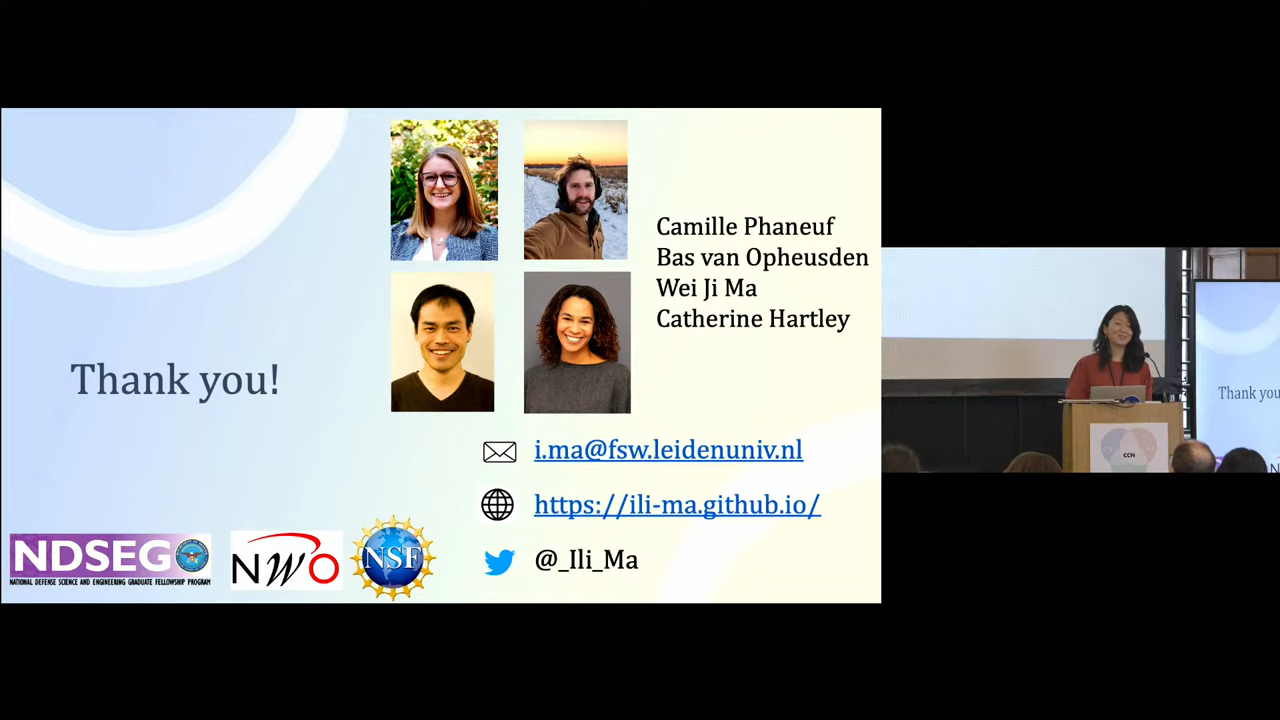 Thank you!
Camille Phaneuf
Bas van Opheusden
Wei Ji Ma
Catherine Hartley
i.ma@fsw.leidenuniv.nl
https://ili-ma.github.io/
@_Ili_Ma
NDSEG
NATIONAL DEFENSE SCIENCE AND ENGINEERING GRADUATE FELLOWSHIP PROGRAM
NWO
NSF
CCN
Thank you